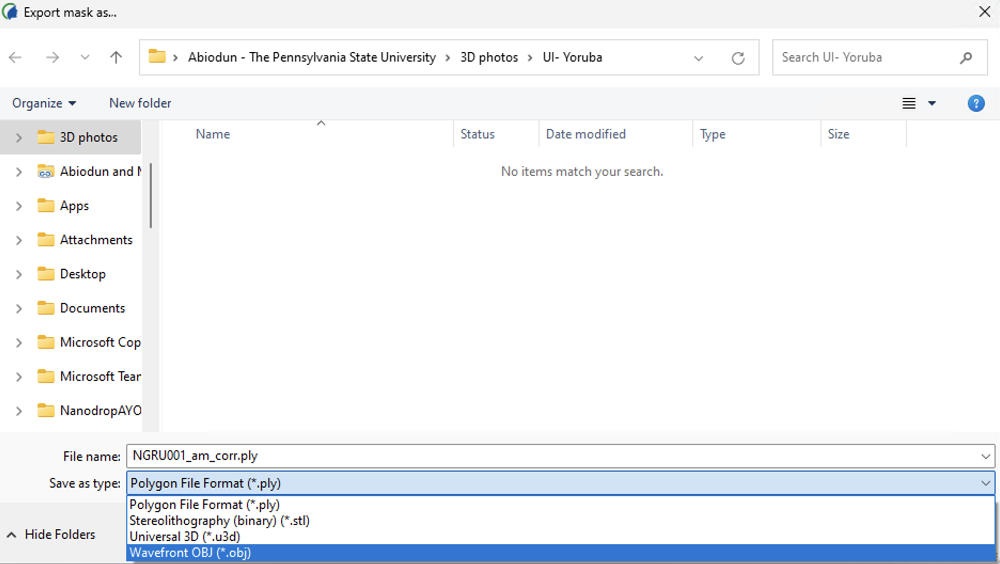 Export mask as...
Abiodun - The Pennsylvania State University > 3D photos > UI- Yoruba
Search UI- Yoruba
Organize
New folder
?
Name
Status
Date modified
Type
Size
No items match your search.
3D photos
Abiodun and
Apps
Attachments
Desktop
Documents
Microsoft Cop
Microsoft Tear
NanodropAYO
File name: NGRU001_am_corr.ply
Save as type: Polygon File Format (*.ply)
Polygon File Format (*.ply)
Stereolithography (binary) (*.stl)
Universal 3D (*.u3d)
Wavefront OBJ (*.obj)
Hide Folders